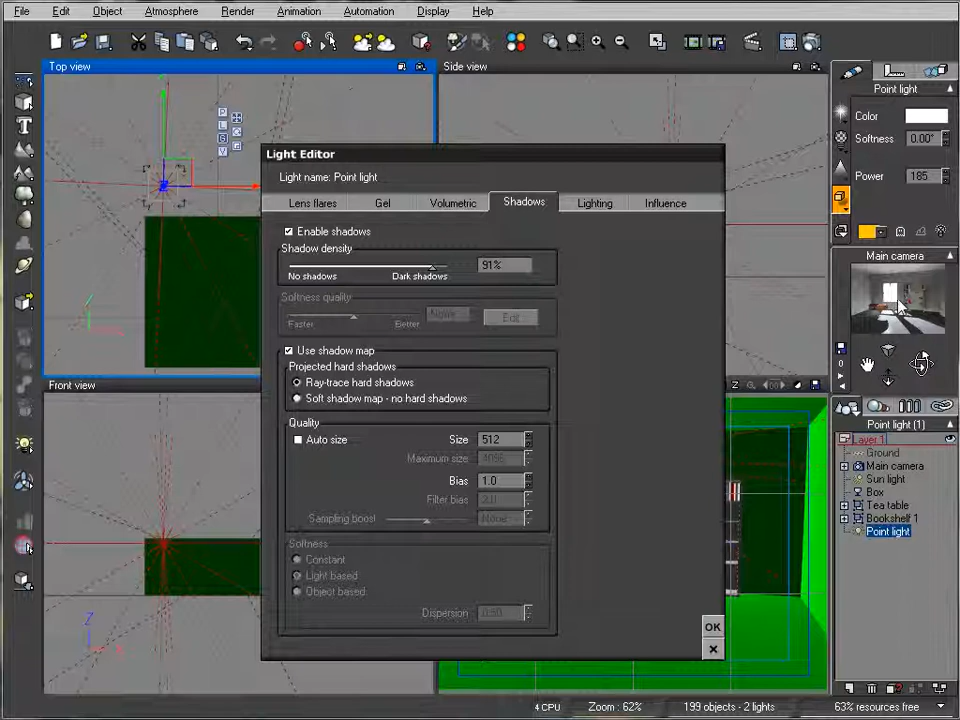 File Edit Object Atmosphere Render Animation Automation Display Help
Top view
Side view
Point light
Color
Softness 0.00°
Power 185
P
L
G
V
Light Editor
Light name: Point light
Lens flares Gel Volumetric Shadows Lighting Influence
Enable shadows
Shadow density
91%
No shadows Dark shadows
Softness quality
None
Faster Better Edit
Use shadow map
Projected hard shadows
Ray-trace hard shadows
Soft shadow map - no hard shadows
Quality
Auto size Size 512
Maximum size 4096
Bias 1.0
Filter bias 2.0
Sampling boost None
Softness
Constant
Light based
Object based
Dispersion 0.50
OK
Front view
Z
X
Z
Main camera
0
Point light (1)
Layer 1
Ground
Main camera
Sun light
Box
Tea table
Bookshelf 1
Point light
4 CPU Zoom : 62% 199 objects - 2 lights 63% resources free